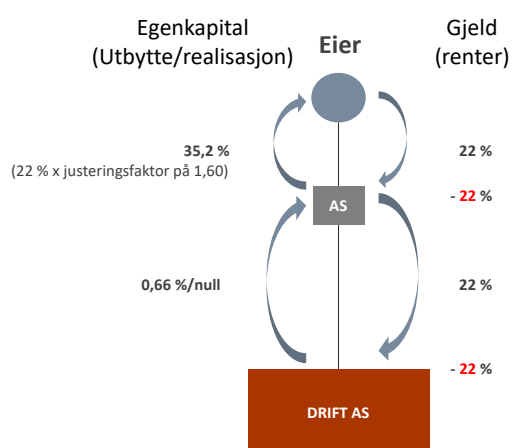 Egenkapital
(Utbytte/realisasjon)
Eier
Gjeld
(renter)
35,2 %
(22 % x justeringsfaktor på 1,60)
22 %
- 22 %
AS
0,66 %/null
22 %
- 22 %
DRIFT AS